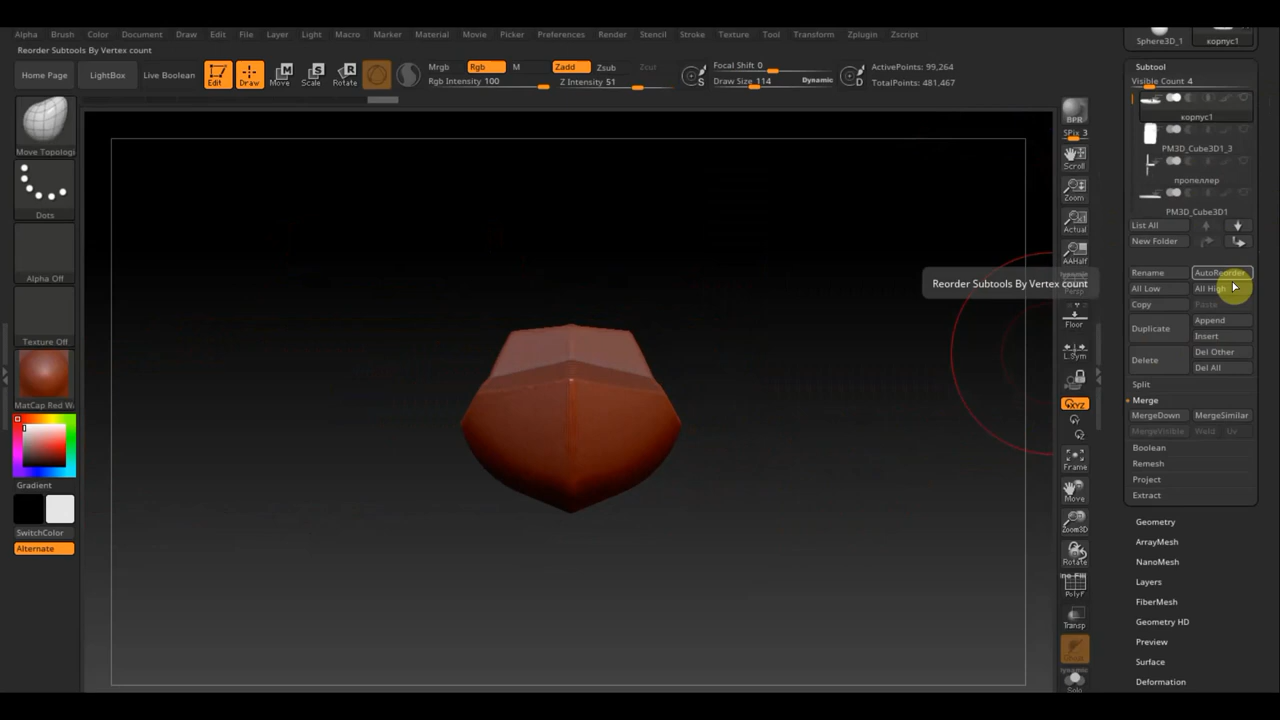 Alpha Brush Color Draw Edit File Layer Light Macro Marker Material Movie Picker Preferences Render Stencil Stroke Texture Tool Transform Zplugin Zscript
Sphere3D_1 корпус1
Reorder Subtools By Vertex count
Home Page LightBox Live Boolean Edit Draw Move Scale Rotate
Mrgb Rgb M
Rgb Intensity 100
Zadd Zsub
Z Intensity 51
Focal Shift 0
Draw Size 114 Dynamic
S
D
ActivePoints: 99,264
TotalPoints: 481,467
Subtool
Visible Count 4
корпус1
PM3D_Cube3D1_3
пропеллер
PM3D_Cube3D1
List All
New Folder
Rename AutoReorder
All Low All High
Copy Paste
Duplicate Append
Insert
Delete Del Other
Del All
Split
Merge
MergeDown MergeSimilar
MergeVisible Weld Uv
Boolean
Remesh
Project
Extract
Geometry
ArrayMesh
NanoMesh
Layers
FiberMesh
Geometry HD
Preview
Surface
Deformation
Move Topologi
Dots
Alpha Off
Texture Off
MatCap Red W
Gradient
SwitchColor
Alternate
BPR
SPix 3
Scroll
Zoom
Actual
AAHalf
Persp
Floor
L.Sym
XYZ
Frame
Move
Zoom3D
Rotate
PolyF
Transp
Solo
Reorder Subtools By Vertex count